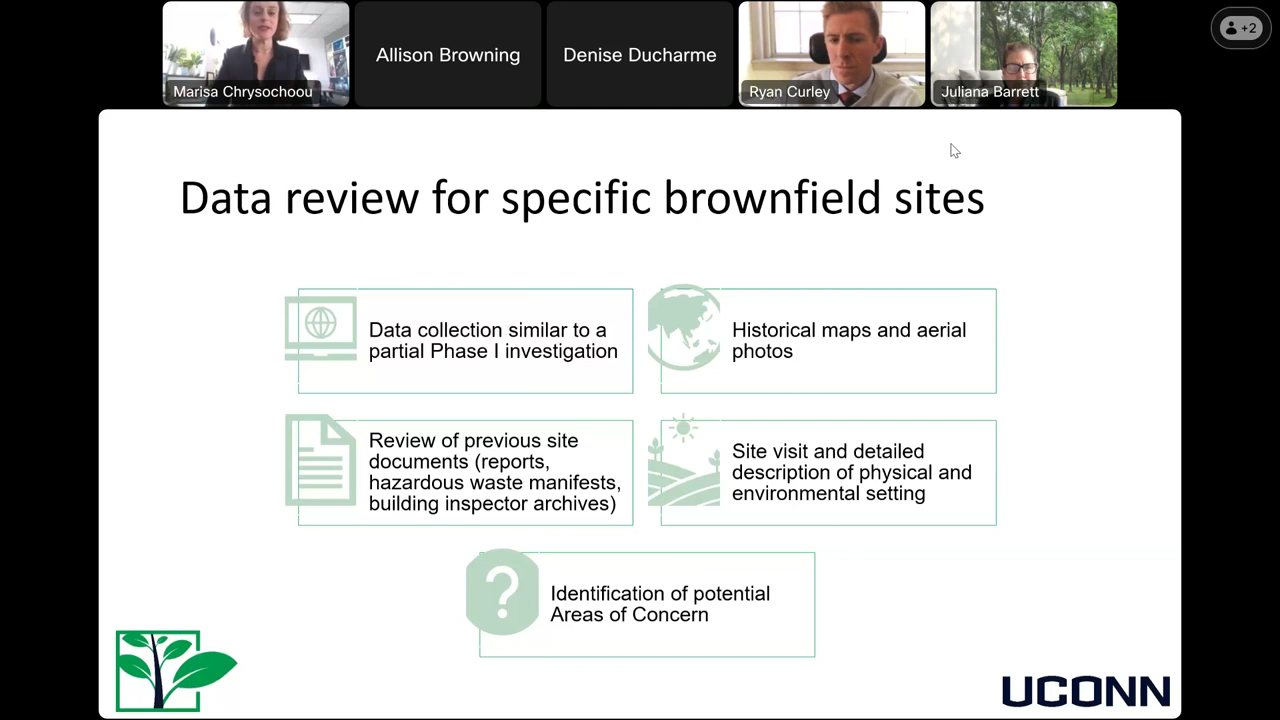 Marisa Chrysochoou
Allison Browning
Denise Ducharme
Ryan Curley
Juliana Barrett
+2
Data review for specific brownfield sites
Data collection similar to a
partial Phase I investigation
Historical maps and aerial
photos
Review of previous site
documents (reports,
hazardous waste manifests,
building inspector archives)
Site visit and detailed
description of physical and
environmental setting
?
Identification of potential
Areas of Concern
UCONN